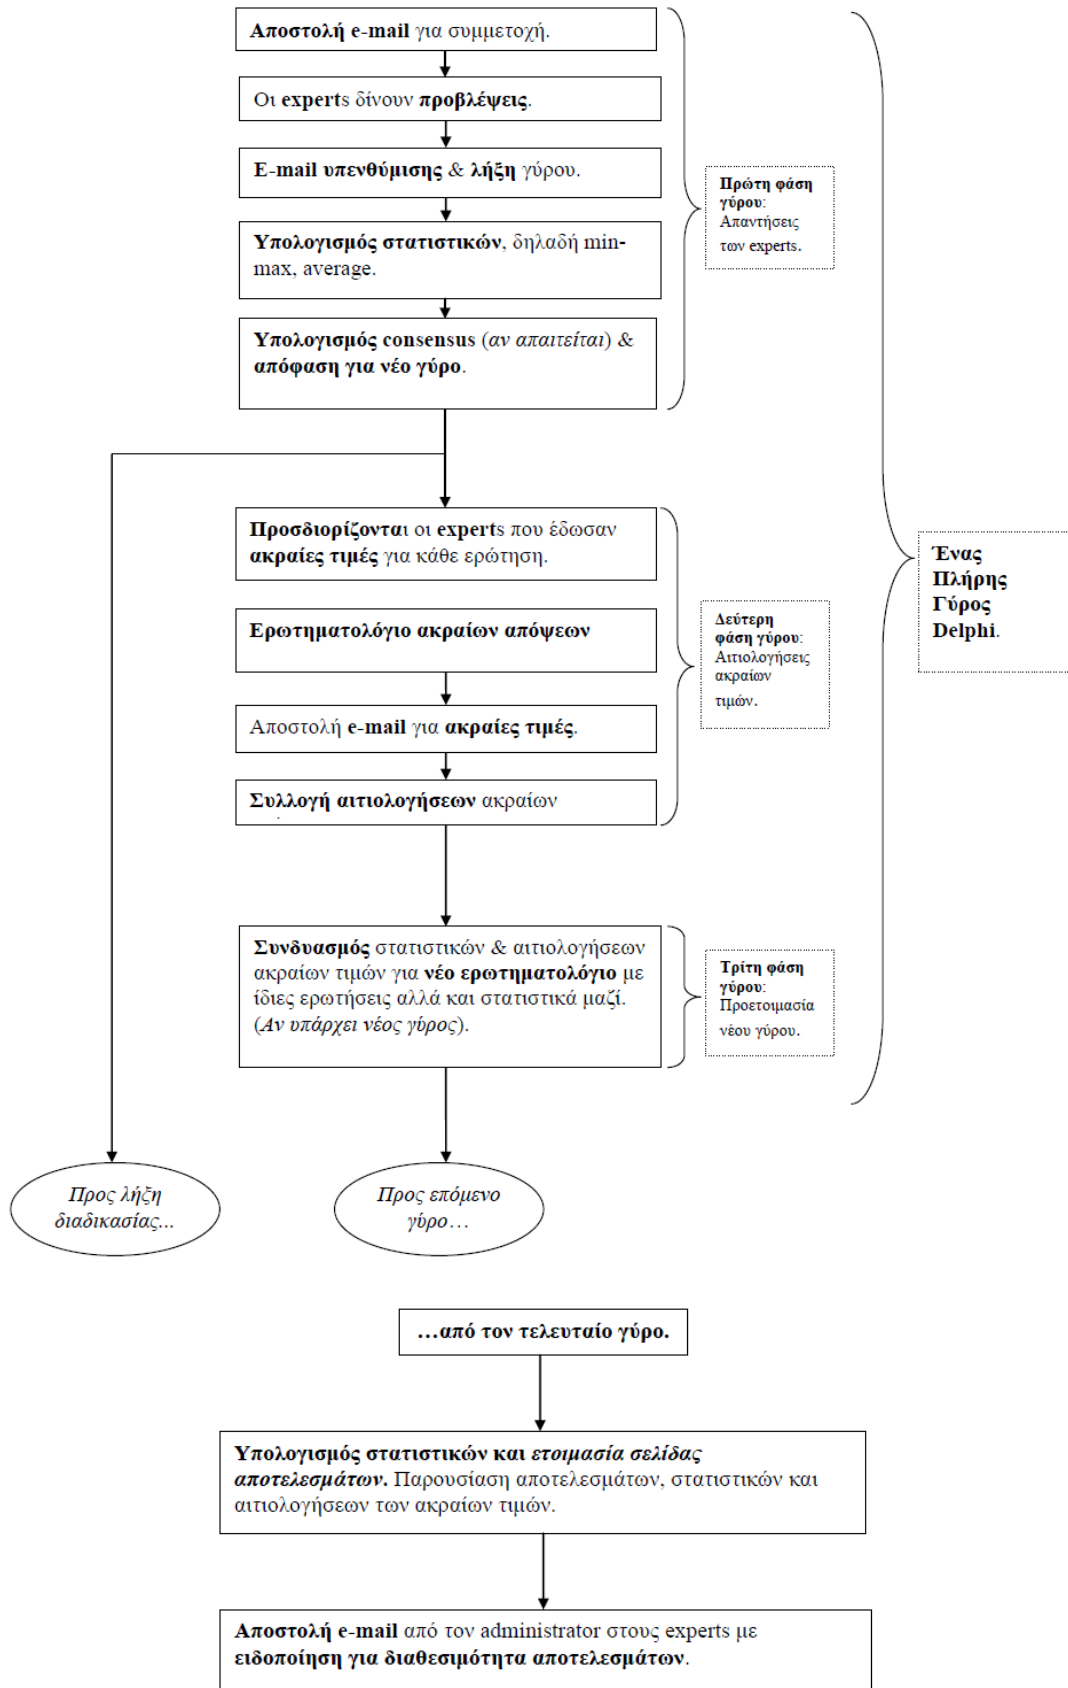 Αποστολή e-mail για συμμετοχή.
Οι experts δίνουν προβλέψεις.
E-mail υπενθύμισης & λήξη γύρου.
Υπολογισμός στατιστικών, δηλαδή min-
max, average.
Υπολογισμός consensus (αν απαιτείται) &
απόφαση για νέο γύρο.
Πρώτη φάση
γύρου:
Απαντήσεις
των experts.
Προσδιορίζονται οι experts που έδωσαν
ακραίες τιμές για κάθε ερώτηση.
Ερωτηματολόγιο ακραίων απόψεων
Αποστολή e-mail για ακραίες τιμές.
Συλλογή αιτιολογήσεων ακραίων
Δεύτερη
φάση γύρου:
Αιτιολογήσεις
ακραίων
τιμών.
Ένας
Πλήρης
Γύρος
Delphi.
Συνδυασμός στατιστικών & αιτιολογήσεων
ακραίων τιμών για νέο ερωτηματολόγιο με
ίδιες ερωτήσεις αλλά και στατιστικά μαζί.
(Αν υπάρχει νέος γύρος).
Τρίτη φάση
γύρου:
Προετοιμασία
νέου γύρου.
Προς λήξη
διαδικασίας...
Προς επόμενο
γύρο…
…από τον τελευταίο γύρο.
Υπολογισμός στατιστικών και ετοιμασία σελίδας
αποτελεσμάτων. Παρουσίαση αποτελεσμάτων, στατιστικών και
αιτιολογήσεων των ακραίων τιμών.
Αποστολή e-mail από τον administrator στους experts με
ειδοποίηση για διαθεσιμότητα αποτελεσμάτων.